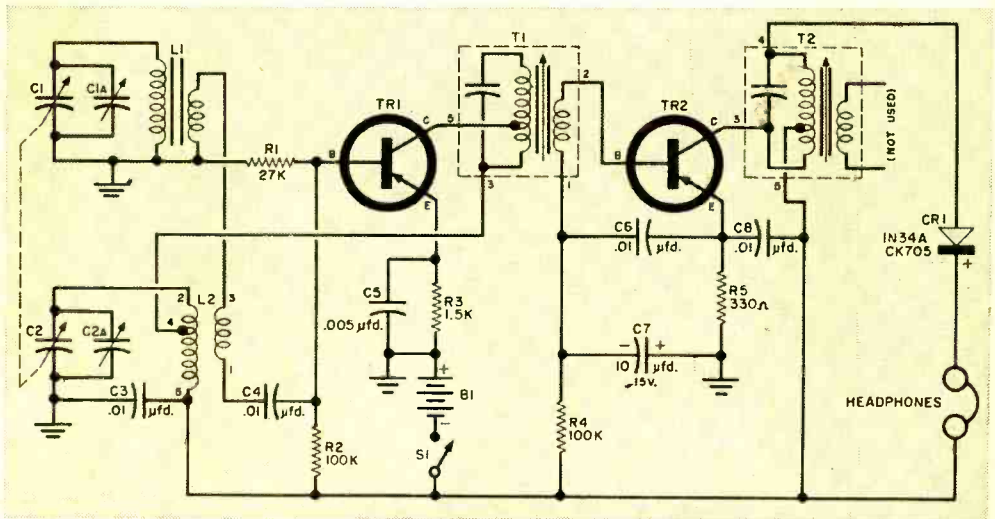 L1
C1
C1A
R1
27K
TR1
B
C
E
T1
5
3
2
1
TR2
B
C
E
T2
4
3
5
(NOT USED)
CR1
1N34A
CK705
+
HEADPHONES
C2
C2A
L2
2
4
5
3
1
C3
.01 µfd.
C4
.01 µfd.
R2
100K
C5
.005 µfd.
R3
1.5K
+
B1
-
S1
C6
.01 µfd.
C8
.01 µfd.
R5
330Ω
C7
- +
10 µfd.
15V.
R4
100K